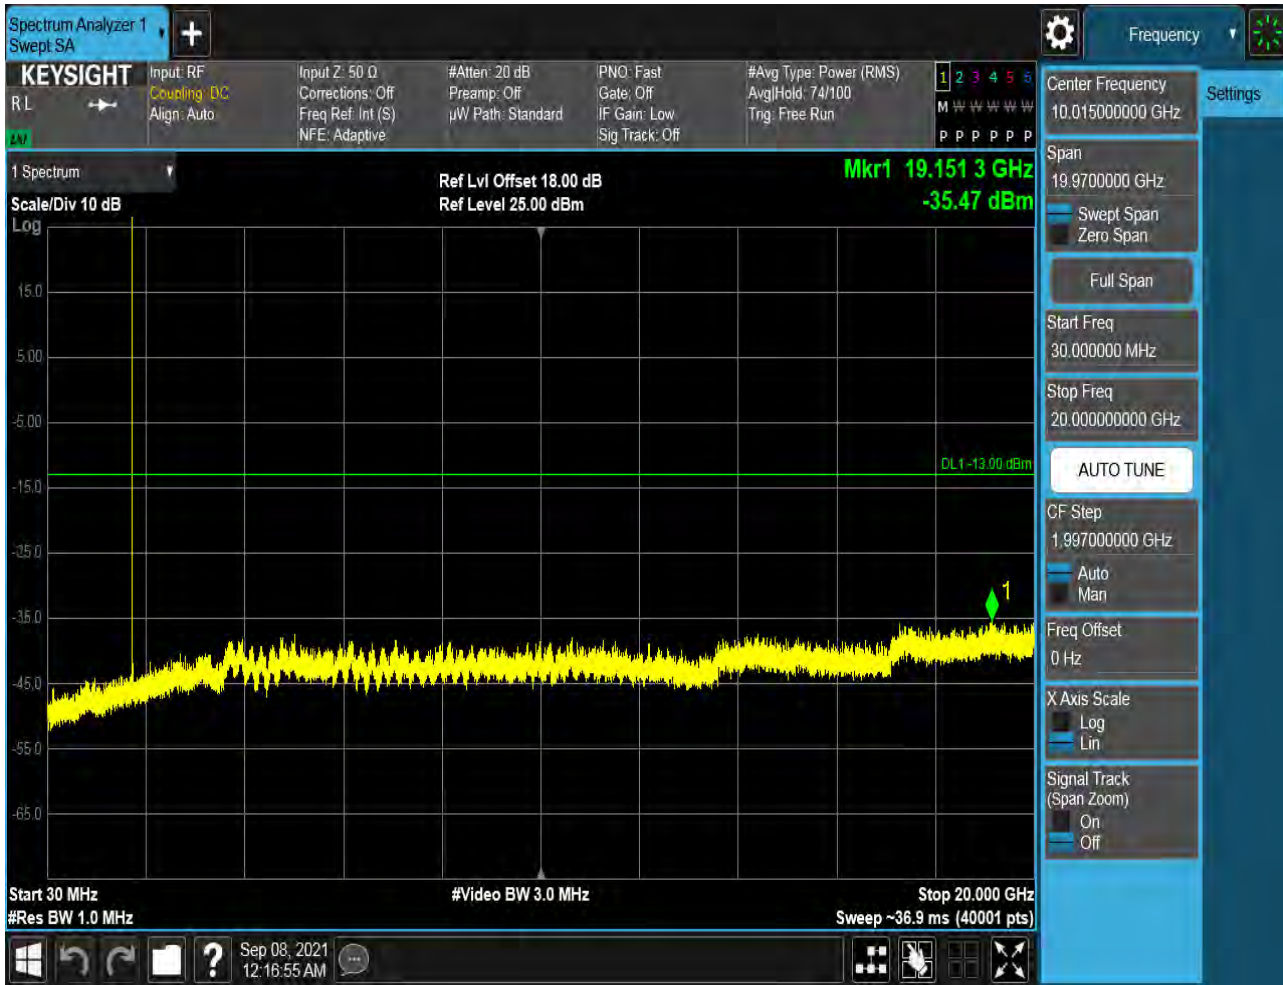 Spectrum Analyzer 1
Swept SA
Frequency
KEYSIGHT
R L
Input: RF
Coupling: DC
Align: Auto
Input Z: 50 Ω
Corrections: Off
Freq Ref: Int (S)
NFE: Adaptive
#Atten: 20 dB
Preamp: Off
µW Path: Standard
PNO: Fast
Gate: Off
IF Gain: Low
Sig Track: Off
#Avg Type: Power (RMS)
Avg|Hold: 74/100
Trig: Free Run
1 2 3 4 5 6
M W W W W W
P P P P P P
1 Spectrum
Scale/Div 10 dB
Log
Ref Lvl Offset 18.00 dB
Ref Level 25.00 dBm
Mkr1 19.151 3 GHz
-35.47 dBm
15.0
5.00
-5.00
-15.0
-25.0
-35.0
-45.0
-55.0
-65.0
DL1 -13.00 dBm
1
Start 30 MHz
#Res BW 1.0 MHz
#Video BW 3.0 MHz
Stop 20.000 GHz
Sweep ~36.9 ms (40001 pts)
Sep 08, 2021
12:16:55 AM
Center Frequency
10.015000000 GHz
Span
19.9700000 GHz
Swept Span
Zero Span
Full Span
Start Freq
30.000000 MHz
Stop Freq
20.000000000 GHz
AUTO TUNE
CF Step
1.997000000 GHz
Auto
Man
Freq Offset
0 Hz
X Axis Scale
Log
Lin
Signal Track
(Span Zoom)
On
Off
Settings